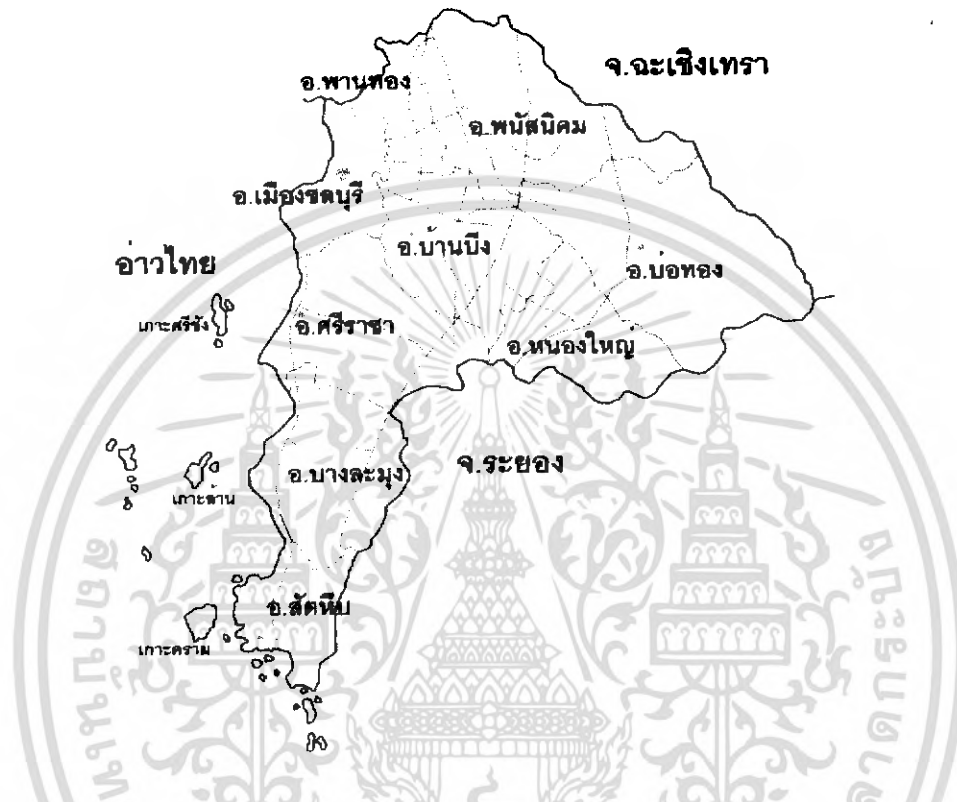 อ.พานทอง
จ.ฉะเชิงเทรา
อ.พนัสนิคม
อ.เมืองชลบุรี
อ.บ้านบึง
อ่าวไทย
อ.บ่อทอง
เกาะศรีชัง
อ.ศรีราชา
อ.หนองใหญ่
อ.บางละมุง
จ.ระยอง
เกาะล้าน
อ.สัตหีบ
เกาะคราม